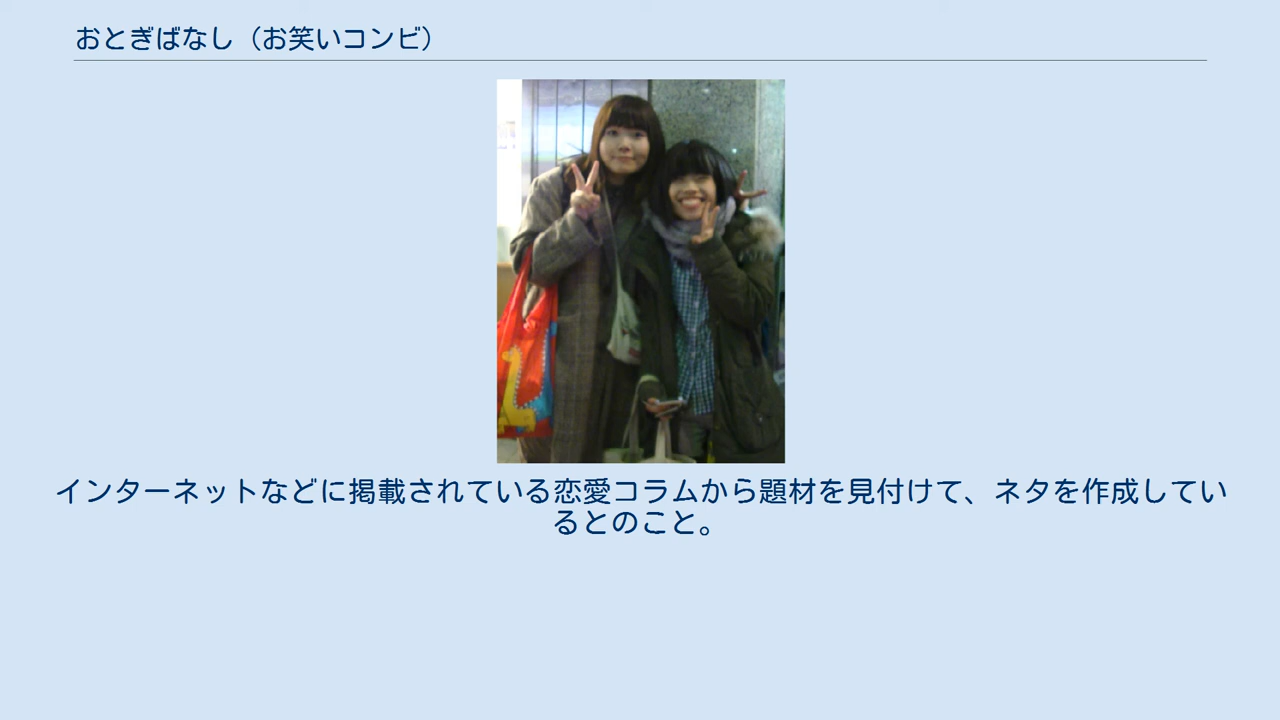 おとぎばなし（お笑いコンビ）
インターネットなどに掲載されている恋愛コラムから題材を見付けて、ネタを作成してい
るとのこと。